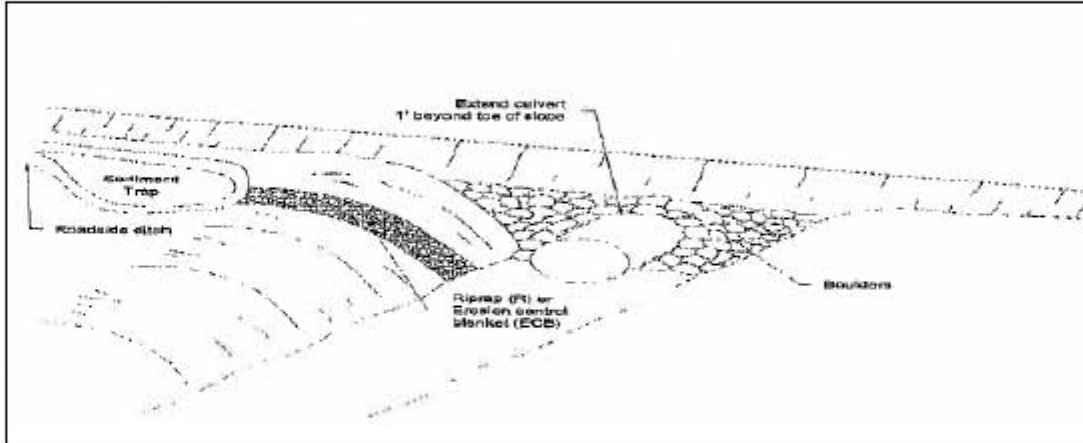 Extend culvert
1' beyond toe of slope
Sediment
Trap
Roadside ditch
Riprap (R) or
Erosion control
blanket (ECB)
Boulders